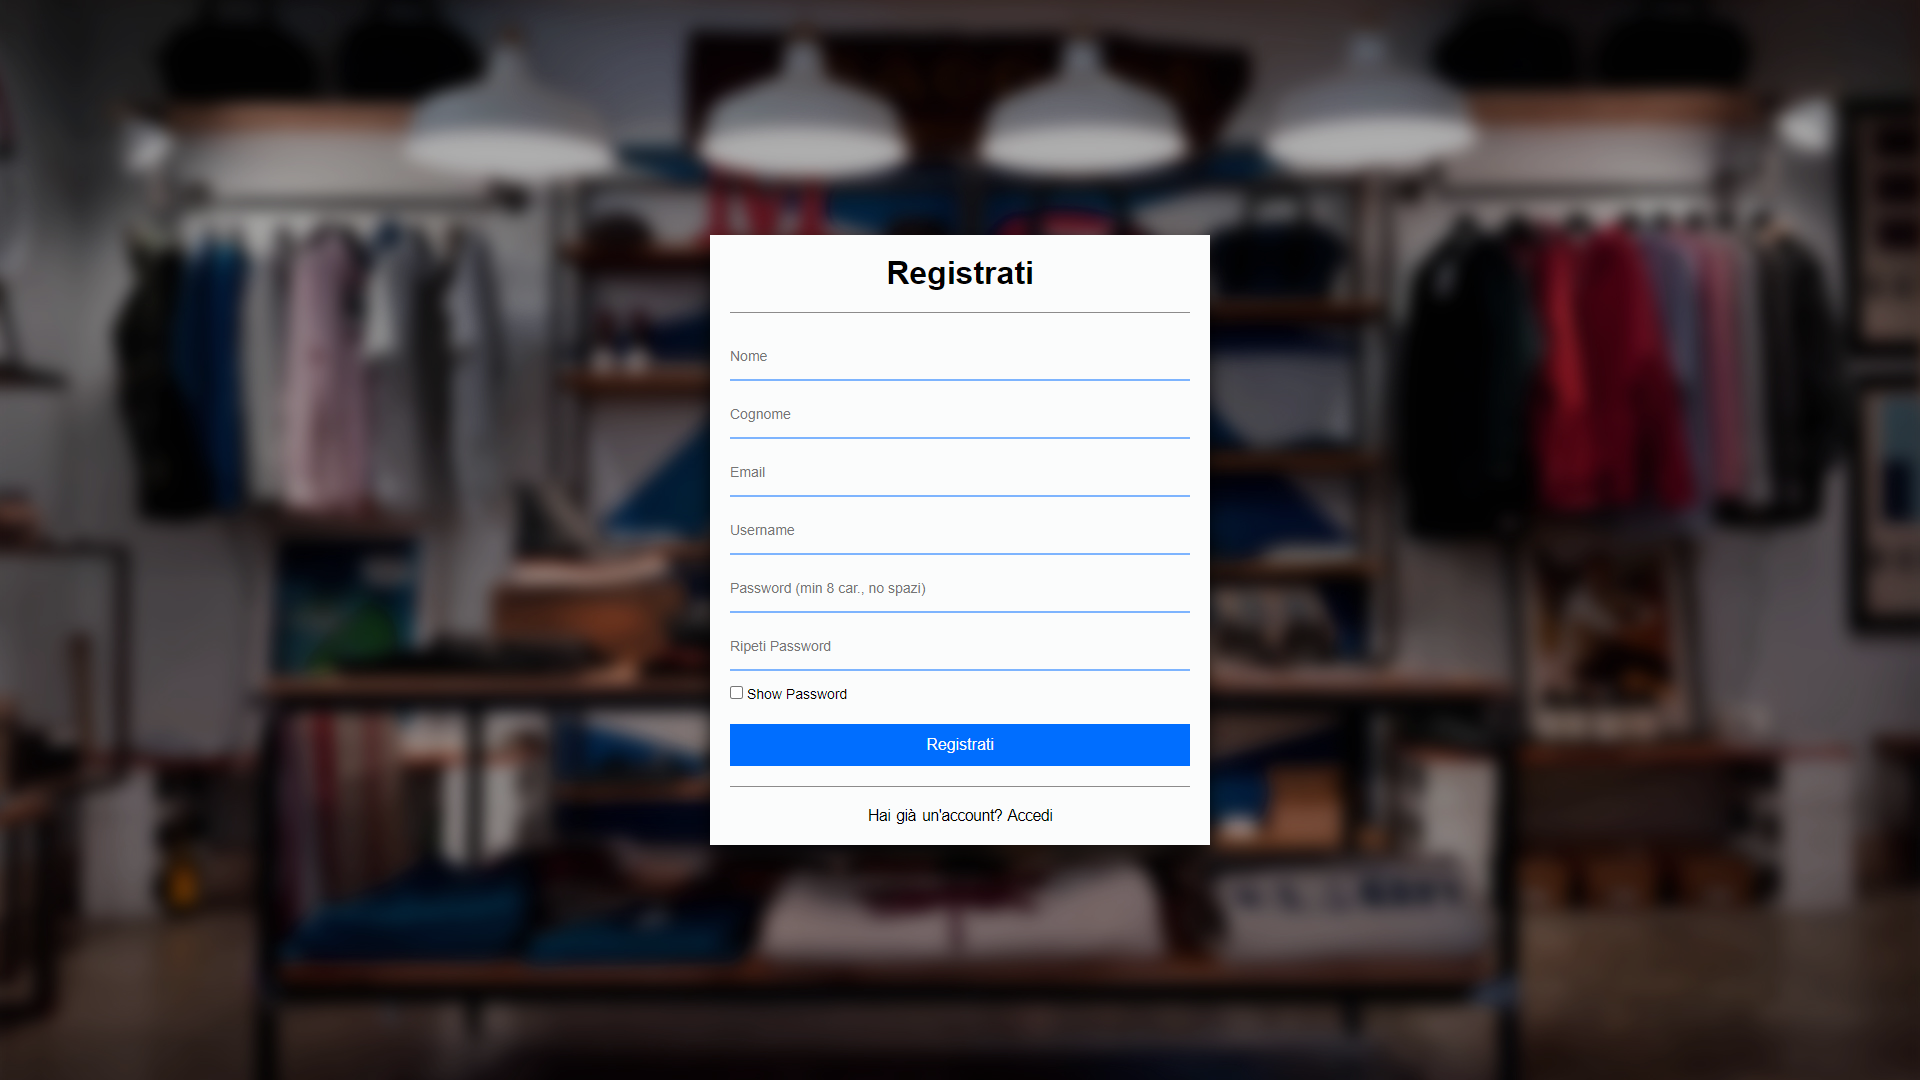 Registrati
Nome
Cognome
Email
Username
Password (min 8 car., no spazi)
Ripeti Password
Show Password
Registrati
Hai già un'account? Accedi